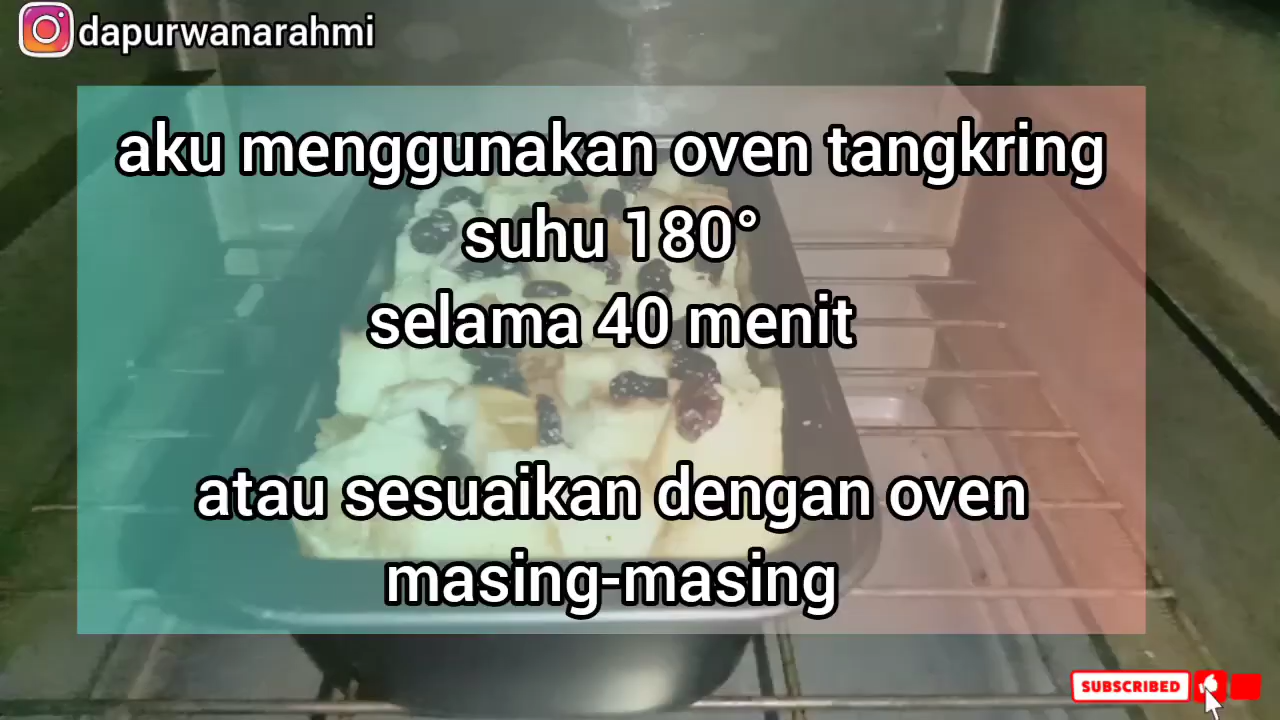 dapurwanarahmi
aku menggunakan oven tangkring
suhu 180°
selama 40 menit
atau sesuaikan dengan oven
masing-masing
SUBSCRIBED